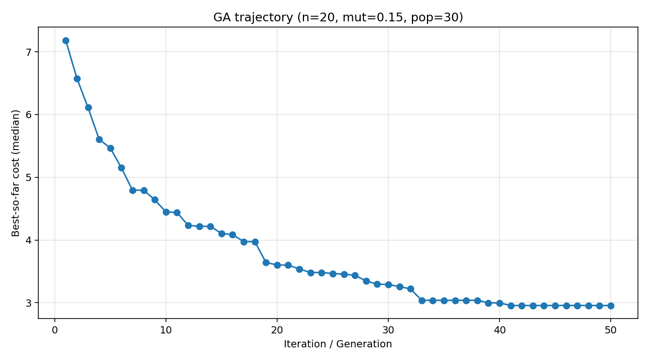 GA trajectory (n=20, mut=0.15, pop=30)
Best-so-far cost (median)
7
6
5
4
3
0 10 20 30 40 50
Iteration / Generation